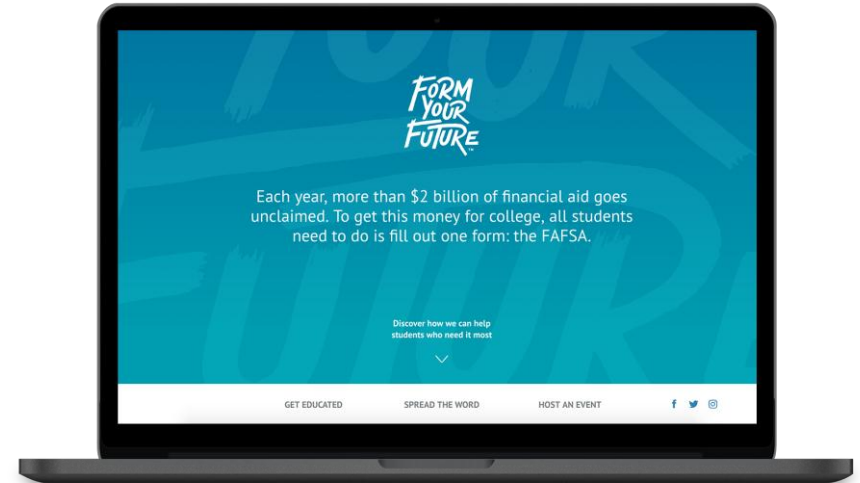 FORM
YOUR
FUTURE™
Each year, more than $2 billion of financial aid goes
unclaimed. To get this money for college, all students
need to do is fill out one form: the FAFSA.
Discover how we can help
students who need it most
GET EDUCATED SPREAD THE WORD HOST AN EVENT